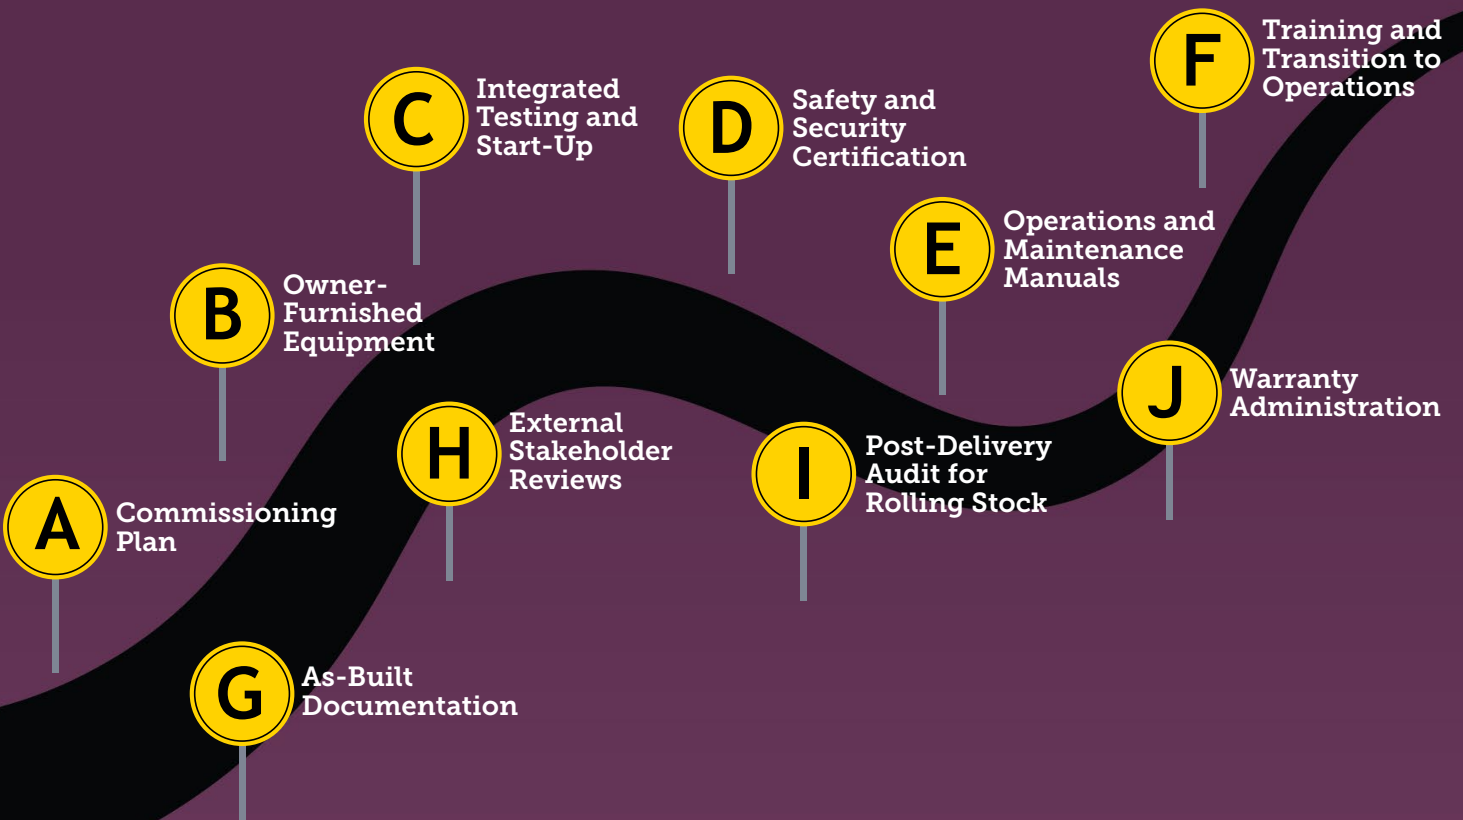 A
Commissioning
Plan
B
Owner-
Furnished
Equipment
C
Integrated
Testing and
Start-Up
D
Safety and
Security
Certification
E
Operations and
Maintenance
Manuals
F
Training and
Transition to
Operations
G
As-Built
Documentation
H
External
Stakeholder
Reviews
I
Post-Delivery
Audit for
Rolling Stock
J
Warranty
Administration